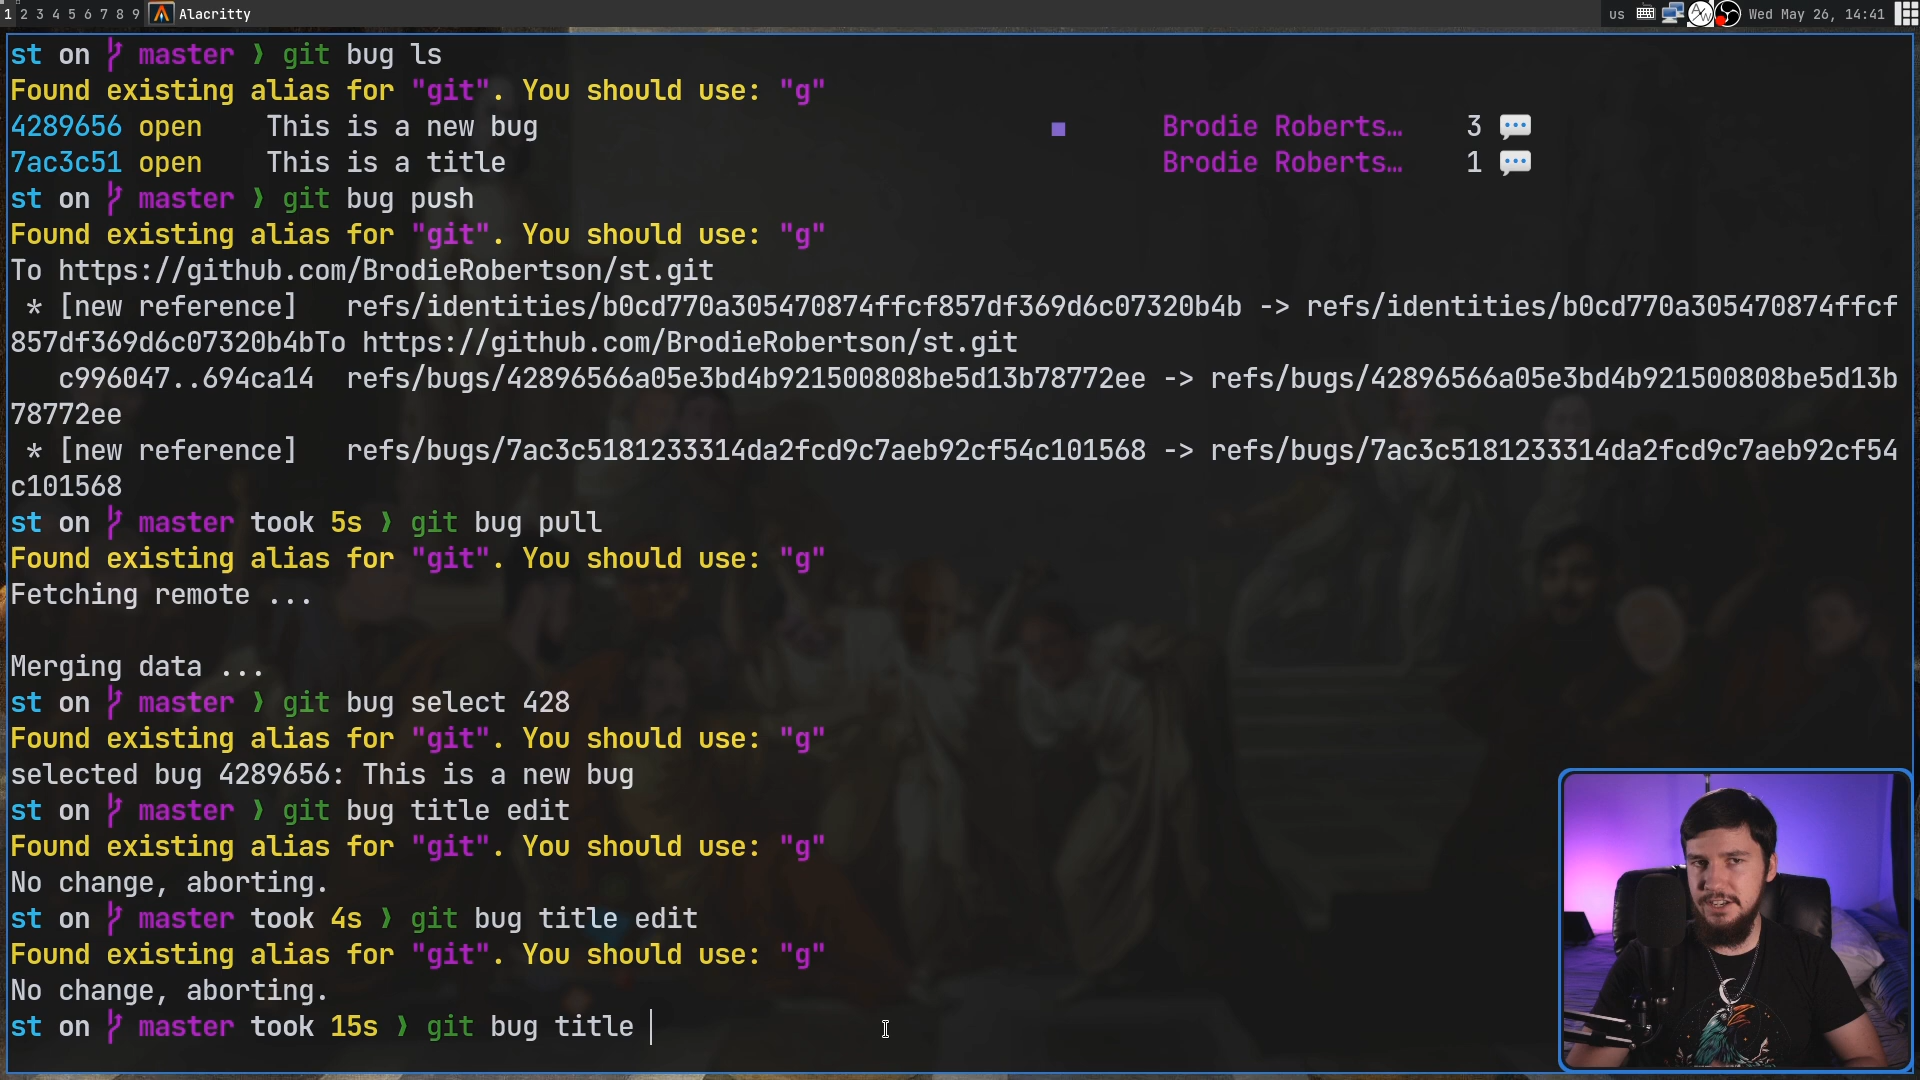 1 2 3 4 5 6 7 8 9 Alacritty us Wed May 26, 14:41
st on master ❯ git bug ls
Found existing alias for "git". You should use: "g"
4289656 open This is a new bug Brodie Roberts… 3
7ac3c51 open This is a title Brodie Roberts… 1
st on master ❯ git bug push
Found existing alias for "git". You should use: "g"
To https://github.com/BrodieRobertson/st.git
* [new reference] refs/identities/b0cd770a305470874ffcf857df369d6c07320b4b -> refs/identities/b0cd770a305470874ffcf
857df369d6c07320b4bTo https://github.com/BrodieRobertson/st.git
c996047..694ca14 refs/bugs/42896566a05e3bd4b921500808be5d13b78772ee -> refs/bugs/42896566a05e3bd4b921500808be5d13b
78772ee
* [new reference] refs/bugs/7ac3c5181233314da2fcd9c7aeb92cf54c101568 -> refs/bugs/7ac3c5181233314da2fcd9c7aeb92cf54
c101568
st on master took 5s ❯ git bug pull
Found existing alias for "git". You should use: "g"
Fetching remote ...
Merging data ...
st on master ❯ git bug select 428
Found existing alias for "git". You should use: "g"
selected bug 4289656: This is a new bug
st on master ❯ git bug title edit
Found existing alias for "git". You should use: "g"
No change, aborting.
st on master took 4s ❯ git bug title edit
Found existing alias for "git". You should use: "g"
No change, aborting.
st on master took 15s ❯ git bug title